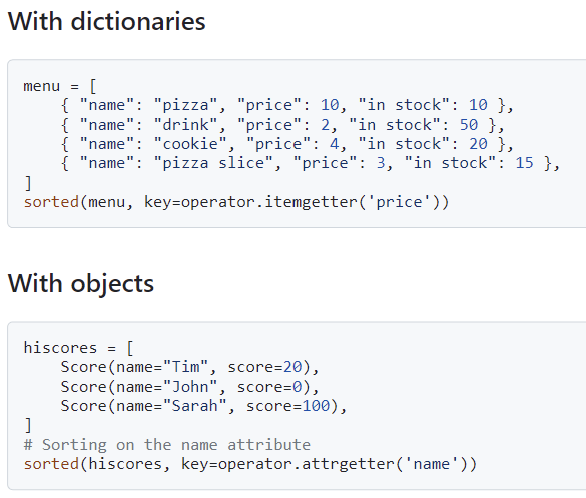 With dictionaries
menu = [
    { "name": "pizza", "price": 10, "in stock": 10 },
    { "name": "drink", "price": 2, "in stock": 50 },
    { "name": "cookie", "price": 4, "in stock": 20 },
    { "name": "pizza slice", "price": 3, "in stock": 15 },
]
sorted(menu, key=operator.itemgetter('price'))
With objects
hiscores = [
    Score(name="Tim", score=20),
    Score(name="John", score=0),
    Score(name="Sarah", score=100),
]
# Sorting on the name attribute
sorted(hiscores, key=operator.attrgetter('name'))